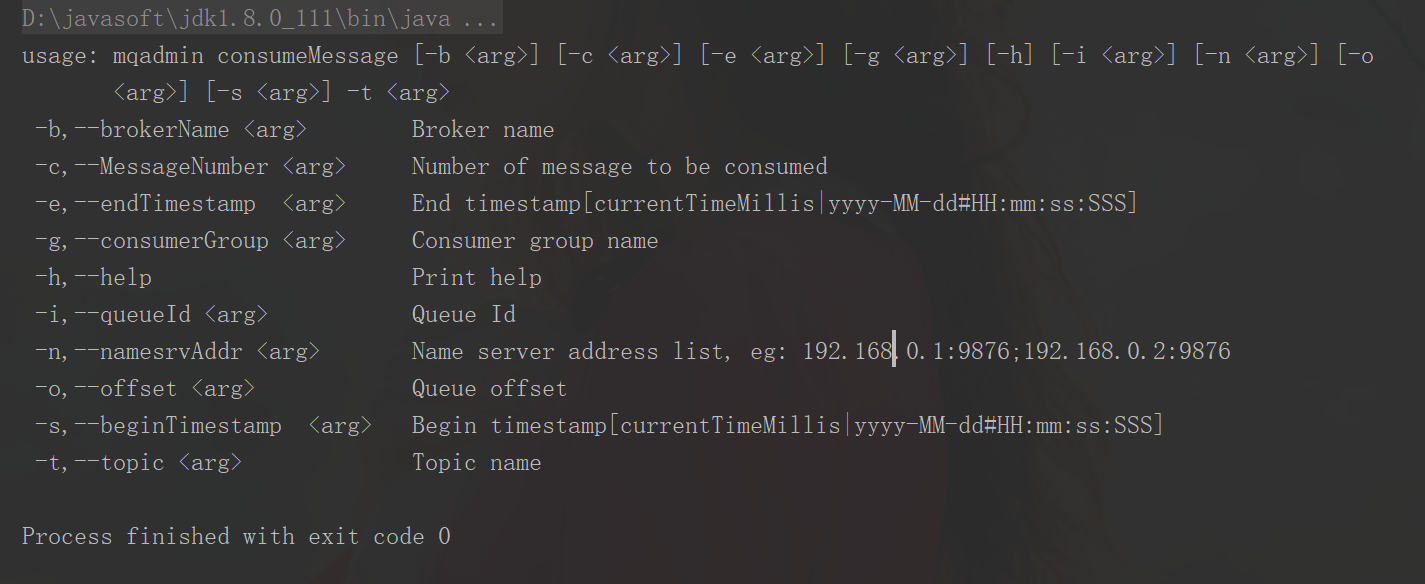 D:\javasoft\jdk1.8.0_111\bin\java ...
usage: mqadmin consumeMessage [-b <arg>] [-c <arg>] [-e <arg>] [-g <arg>] [-h] [-i <arg>] [-n <arg>] [-o
<arg>] [-s <arg>] -t <arg>
-b,--brokerName <arg> Broker name
-c,--MessageNumber <arg> Number of message to be consumed
-e,--endTimestamp <arg> End timestamp[currentTimeMillis|yyyy-MM-dd#HH:mm:ss:SSS]
-g,--consumerGroup <arg> Consumer group name
-h,--help Print help
-i,--queueId <arg> Queue Id
-n,--namesrvAddr <arg> Name server address list, eg: 192.168.0.1:9876;192.168.0.2:9876
-o,--offset <arg> Queue offset
-s,--beginTimestamp <arg> Begin timestamp[currentTimeMillis|yyyy-MM-dd#HH:mm:ss:SSS]
-t,--topic <arg> Topic name
Process finished with exit code 0